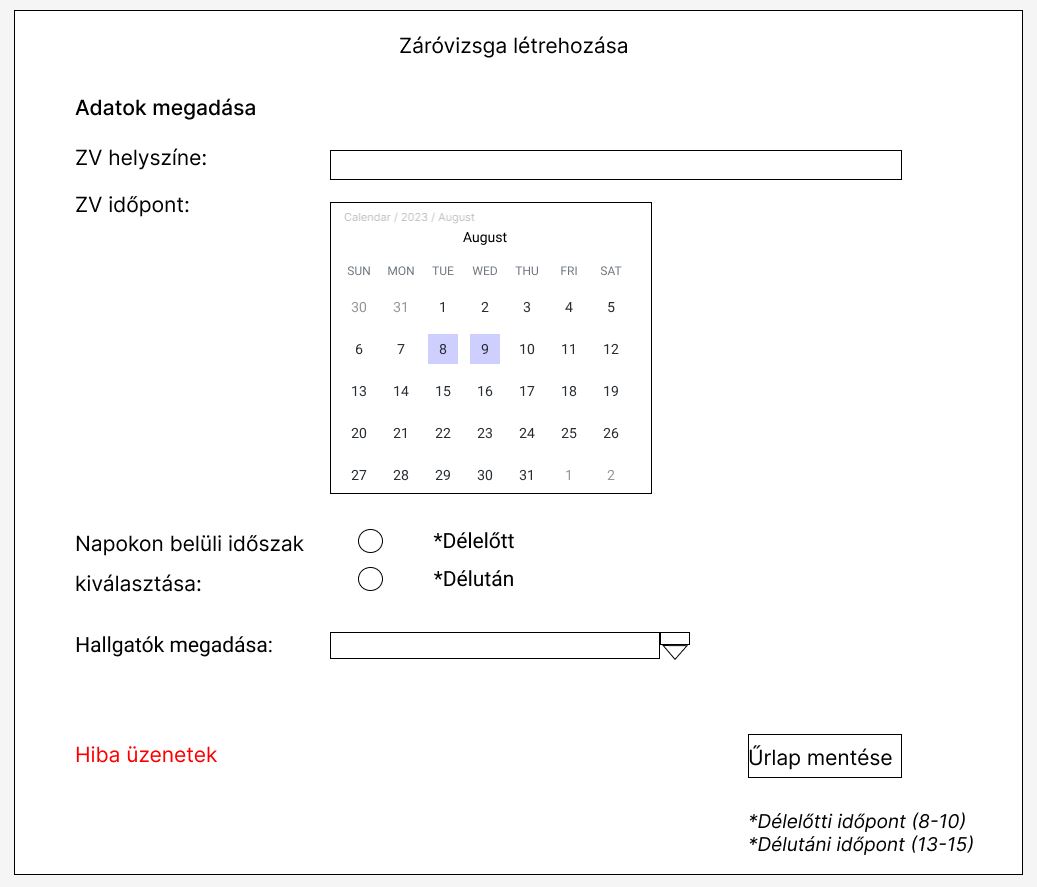 Záróvizsga létrehozása
Adatok megadása
ZV helyszíne:
ZV időpont:
Calendar / 2023 / August
August
SUN MON TUE WED THU FRI SAT
30 31 1 2 3 4 5
6 7 8 9 10 11 12
13 14 15 16 17 18 19
20 21 22 23 24 25 26
27 28 29 30 31 1 2
Napokon belüli időszak
kiválasztása:
*Délelőtt
*Délután
Hallgatók megadása:
Hiba üzenetek
Űrlap mentése
*Délelőtti időpont (8-10)
*Délutáni időpont (13-15)